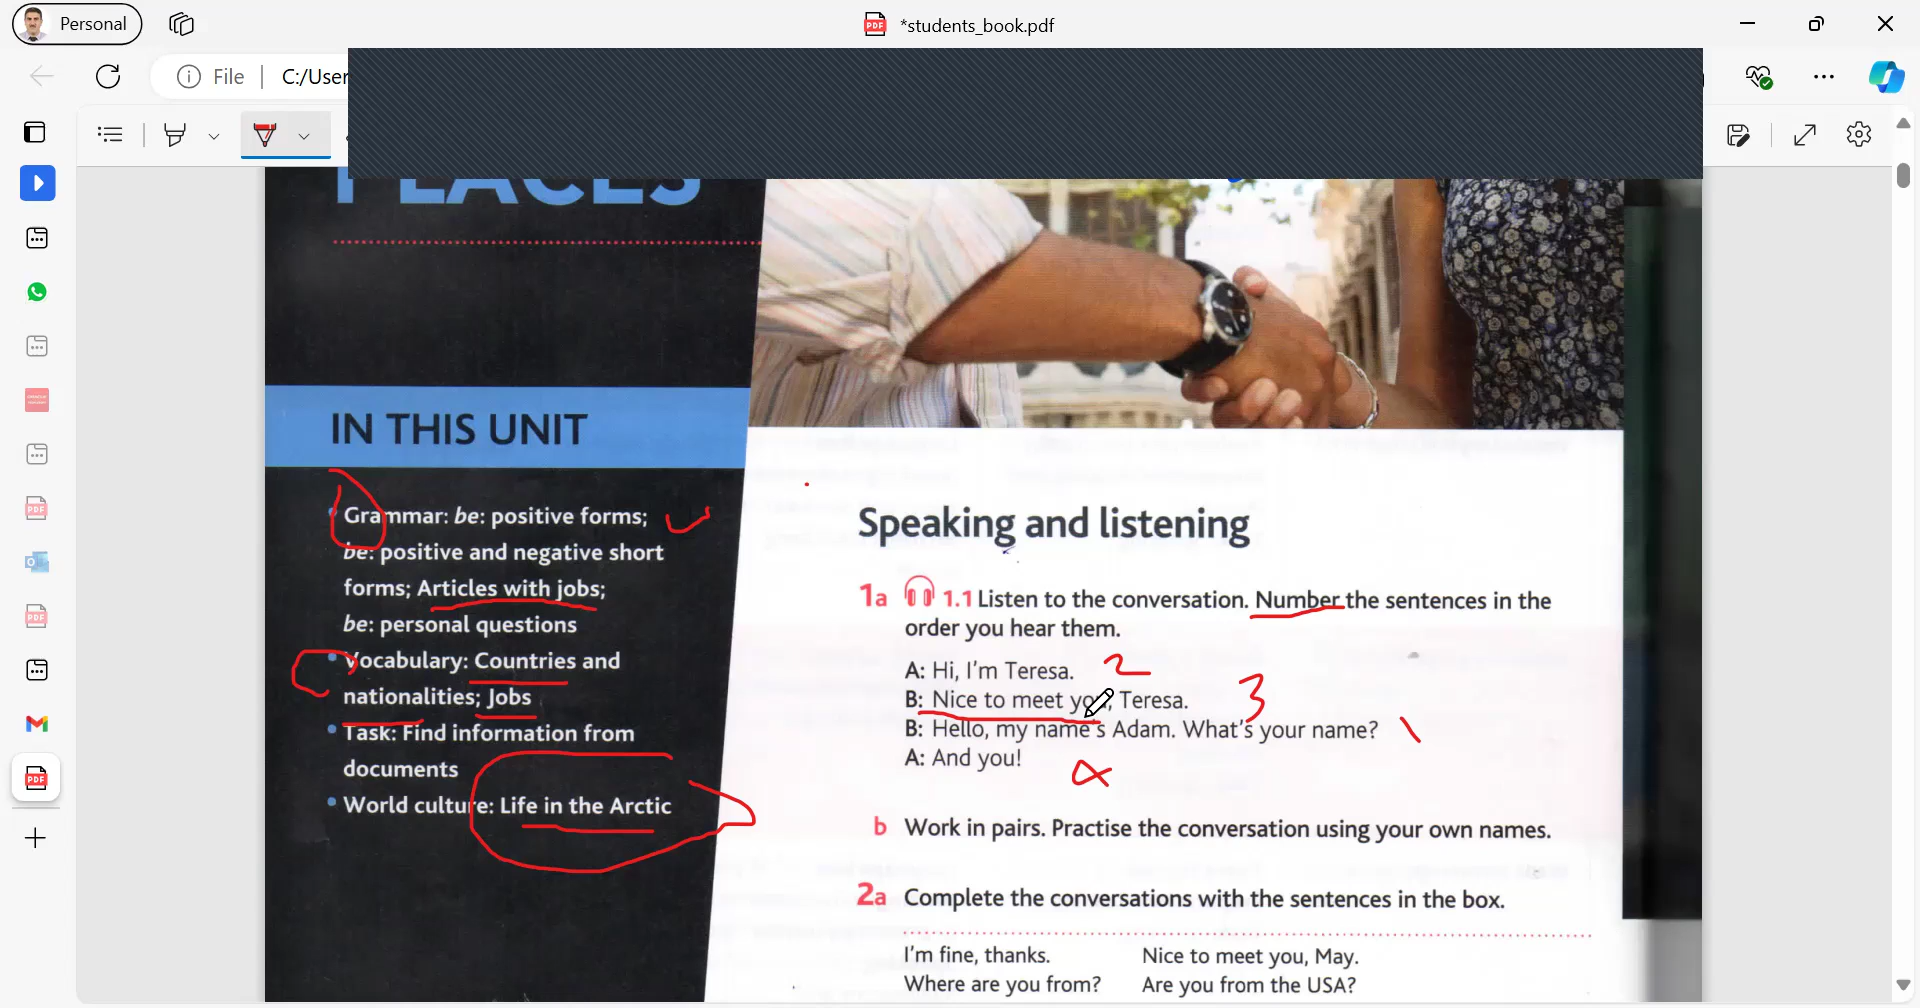 Personal
*students_book.pdf
File
C:/User
PLACES
IN THIS UNIT
• Grammar: be: positive forms;
be: positive and negative short
forms; Articles with jobs;
be: personal questions
• Vocabulary: Countries and
nationalities; Jobs
• Task: Find information from
documents
• World culture: Life in the Arctic
Speaking and listening
1a 1.1 Listen to the conversation. Number the sentences in the
order you hear them.
A: Hi, I'm Teresa. 2
B: Nice to meet you, Teresa. 3
B: Hello, my name's Adam. What's your name? 1
A: And you!
b Work in pairs. Practise the conversation using your own names.
2a Complete the conversations with the sentences in the box.
I'm fine, thanks. Nice to meet you, May.
Where are you from? Are you from the USA?